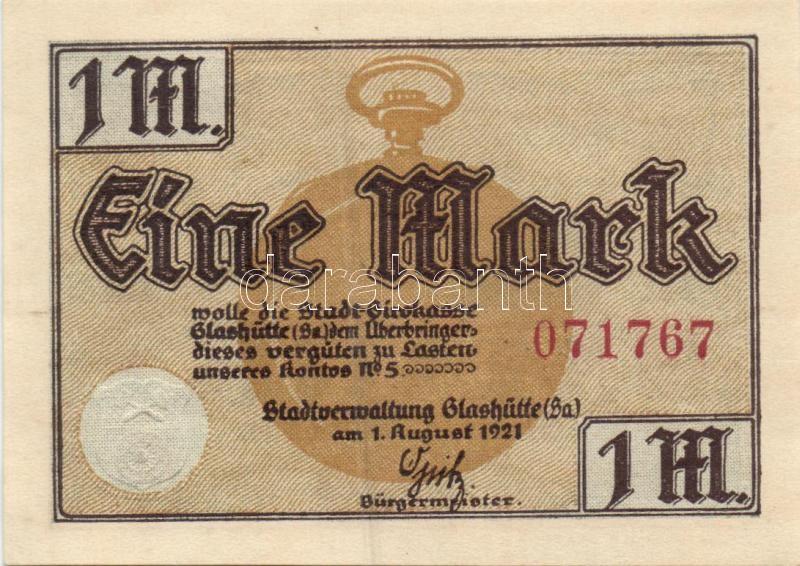 1 M.
Eine Mark
wolle die Stadt-Girokasse
Glashütte (Sa) dem Überbringer
dieses vergüten zu Lasten
unseres Kontos No 5
071767
Stadtverwaltung Glashütte (Sa)
am 1. August 1921
Bürgermeister.
1 M.
darabanth